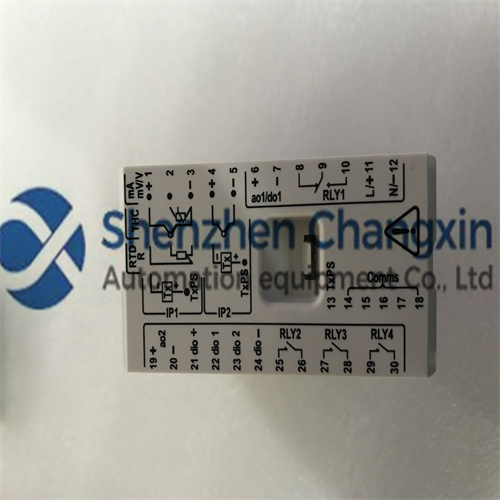 Shenzhen Changxin
Automation equipment Co., Ltd
mA
mV/V
THC
RTD
R
+ 1
2
- 3
+ 4
- 5
+ 6
- 7
ao1/do1
8
9
10
RLY1
L/+ 11
N/- 12
Tx
TxPS
IP1
Tx
TxPS
IP2
13 TxPS
14
15
16
17
18
Comms
19 + ao2
20 -
21 dio +
22 dio 1
23 dio 2
24 dio -
RLY2
25
26
RLY3
27
28
RLY4
29
30